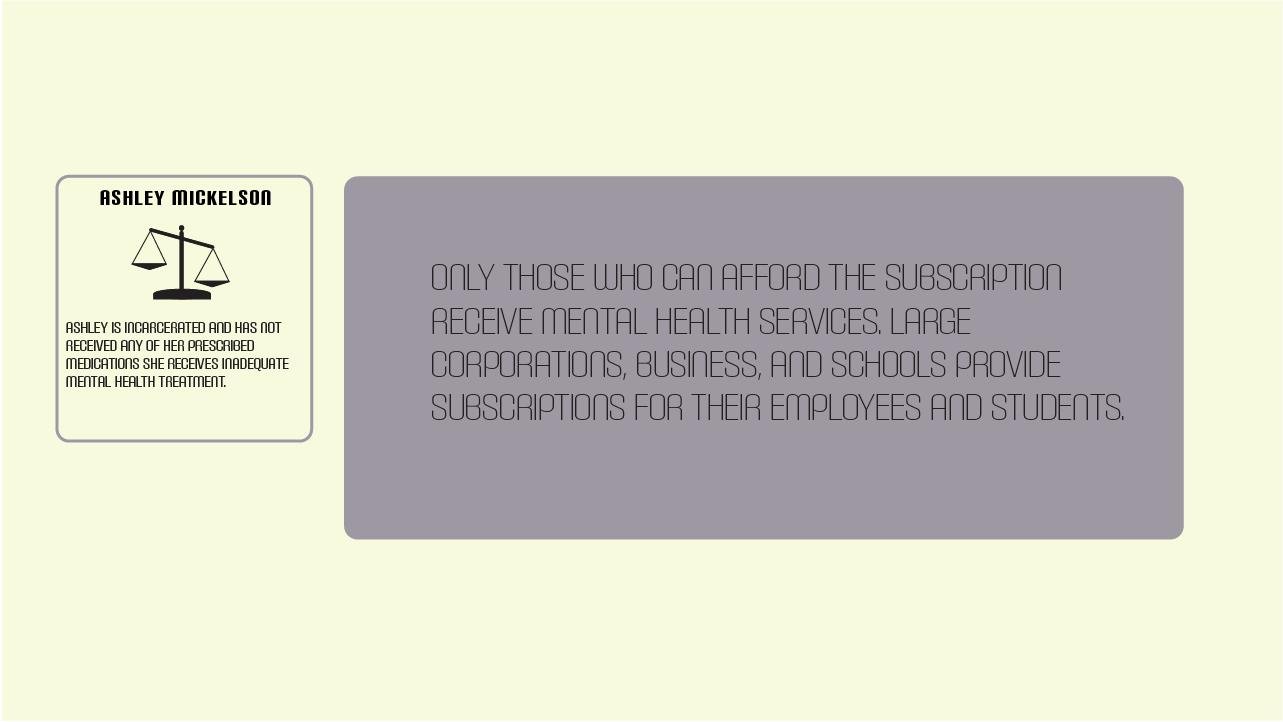 ASHLEY MICKELSON
ASHLEY IS INCARCERATED AND HAS NOT
RECEIVED ANY OF HER PRESCRIBED
MEDICATIONS SHE RECEIVES INADEQUATE
MENTAL HEALTH TREATMENT.
ONLY THOSE WHO CAN AFFORD THE SUBSCRIPTION
RECEIVE MENTAL HEALTH SERVICES. LARGE
CORPORATIONS, BUSINESS, AND SCHOOLS PROVIDE
SUBSCRIPTIONS FOR THEIR EMPLOYEES AND STUDENTS.